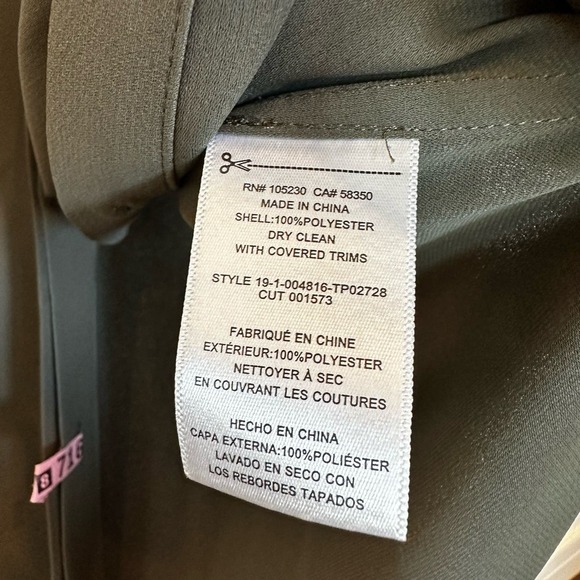 RN# 105230 CA# 58350
MADE IN CHINA
SHELL:100%POLYESTER
DRY CLEAN
WITH COVERED TRIMS
STYLE 19-1-004816-TP02728
CUT 001573
FABRIQUÉ EN CHINE
EXTÉRIEUR:100%POLYESTER
NETTOYER À SEC
EN COUVRANT LES COUTURES
HECHO EN CHINA
CAPA EXTERNA:100%POLIÉSTER
LAVADO EN SECO CON
LOS REBORDES TAPADOS